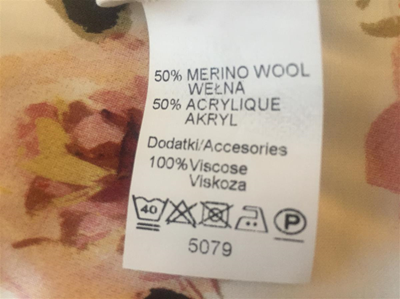 50% MERINO WOOL
WEŁNA
50% ACRYLIQUE
AKRYL
Dodatki/Accesories
100%Viscose
Viskoza
40 P
5079